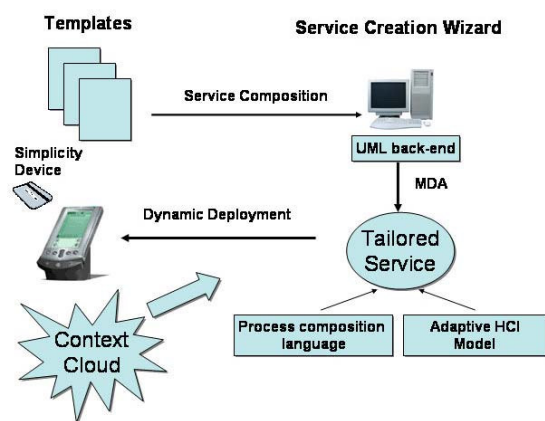 Templates
Service Creation Wizard
Service Composition
UML back-end
Simplicity
Device
MDA
Dynamic Deployment
Tailored
Service
Context
Cloud
Process composition
language
Adaptive HCI
Model